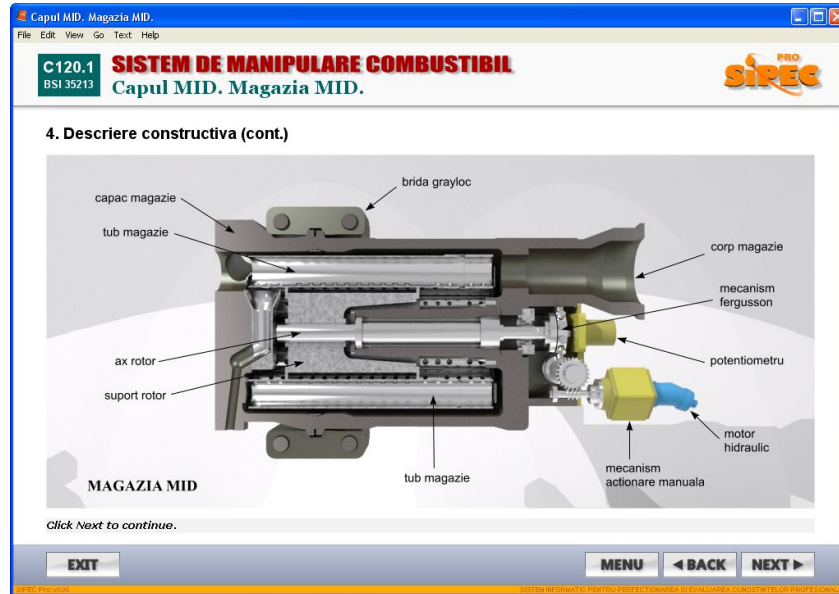 Capul MID. Magazia MID.
File Edit View Go Text Help
C120.1
BSI 35213
SISTEM DE MANIPULARE COMBUSTIBIL
Capul MID. Magazia MID.
PRO
SiPEC
4. Descriere constructiva (cont.)
brida grayloc
capac magazie
tub magazie
corp magazie
mecanism
fergusson
ax rotor
potentiometru
suport rotor
motor
hidraulic
mecanism
actionare manuala
tub magazie
MAGAZIA MID
Click Next to continue.
EXIT
MENU
BACK
NEXT
SIPEC Pro v3.00
SISTEM INFORMATIC PENTRU PERFECTIONAREA SI EVALUAREA CUNOSTINTELOR PROFESIONALE